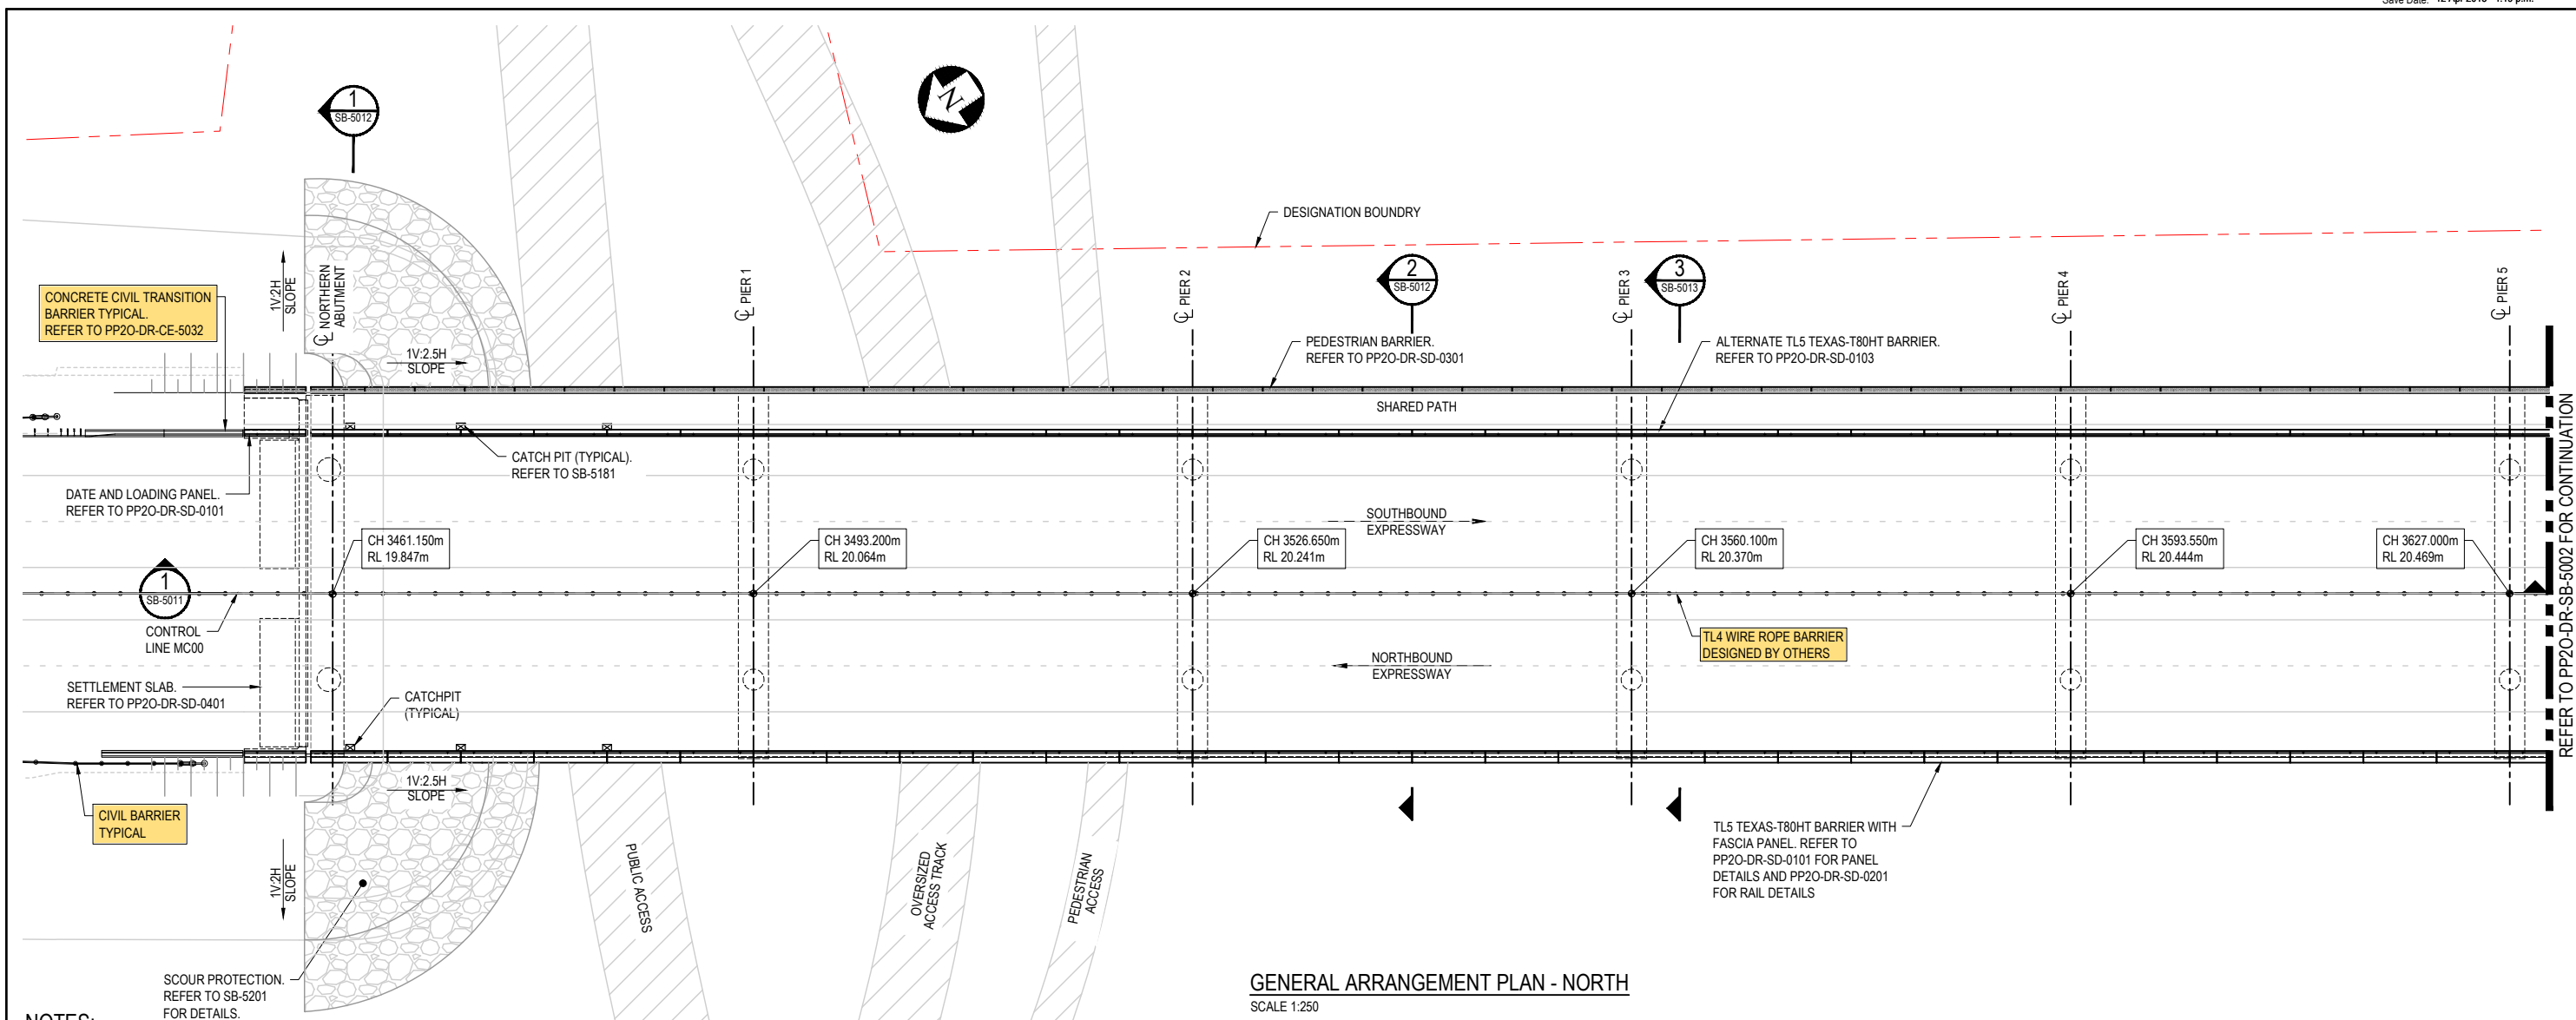 Save Date: 12 Apr 2013
1
SB-5012
N
DESIGNATION BOUNDRY
CONCRETE CIVIL TRANSITION
BARRIER TYPICAL.
REFER TO PP2O-DR-CE-5032
1V:2H
SLOPE
℄ NORTHERN
ABUTMENT
1V:2.5H
SLOPE
℄ PIER 1
℄ PIER 2
2
SB-5012
℄ PIER 3
3
SB-5013
℄ PIER 4
℄ PIER 5
PEDESTRIAN BARRIER.
REFER TO PP2O-DR-SD-0301
ALTERNATE TL5 TEXAS-T80HT BARRIER.
REFER TO PP2O-DR-SD-0103
SHARED PATH
CATCH PIT (TYPICAL).
REFER TO SB-5181
DATE AND LOADING PANEL.
REFER TO PP2O-DR-SD-0101
SOUTHBOUND
EXPRESSWAY
CH 3461.150m
RL 19.847m
CH 3493.200m
RL 20.064m
CH 3526.650m
RL 20.241m
CH 3560.100m
RL 20.370m
CH 3593.550m
RL 20.444m
CH 3627.000m
RL 20.469m
1
SB-5011
CONTROL
LINE MC00
TL4 WIRE ROPE BARRIER
DESIGNED BY OTHERS
NORTHBOUND
EXPRESSWAY
SETTLEMENT SLAB.
REFER TO PP2O-DR-SD-0401
CATCHPIT
(TYPICAL)
REFER TO PP2O-DR-SB-5002 FOR CONTINUATION
1V:2.5H
SLOPE
CIVIL BARRIER
TYPICAL
1V:2H
SLOPE
PUBLIC ACCESS
OVERSIZED
ACCESS TRACK
PEDESTRIAN
ACCESS
TL5 TEXAS-T80HT BARRIER WITH
FASCIA PANEL. REFER TO
PP2O-DR-SD-0101 FOR PANEL
DETAILS AND PP2O-DR-SD-0201
FOR RAIL DETAILS
SCOUR PROTECTION.
REFER TO SB-5201
FOR DETAILS.
GENERAL ARRANGEMENT PLAN - NORTH
SCALE 1:250
NOTES: